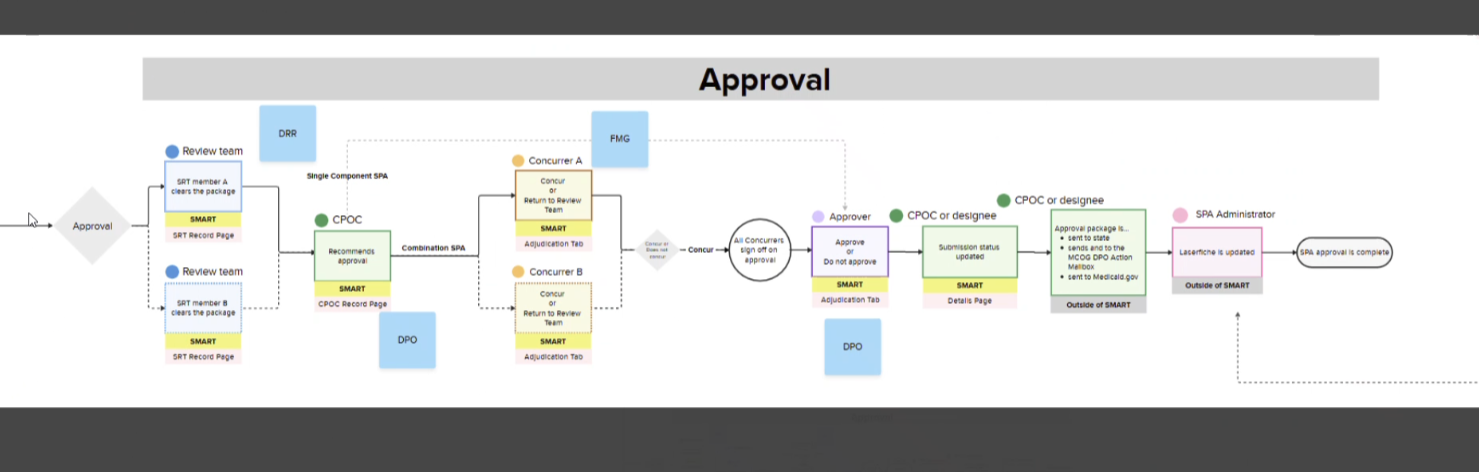 Approval
DRR
FMG
Review team
SRT member A
clears the package
SMART
SRT Record Page
Single Component SPA
Concurrer A
Concur
or
Return to Review
Team
SMART
Adjudication Tab
Approval
CPOC
Recommends
approval
SMART
CPOC Record Page
Combination SPA
Review team
SRT member B
clears the package
SMART
SRT Record Page
DPO
Concurrer B
Concur
or
Return to Review
Team
SMART
Adjudication Tab
Concur or
Does not
concur
Concur
All Concurrers
sign off on
approval
Approver
Approve
or
Do not approve
SMART
Adjudication Tab
DPO
CPOC or designee
Submission status
updated
SMART
Details Page
CPOC or designee
Approval package is...
• sent to state
• sends and to the
MCOG DPO Action
Mailbox
• sent to Medicaid.gov
Outside of SMART
SPA Administrator
Laserfiche is updated
Outside of SMART
SPA approval is complete